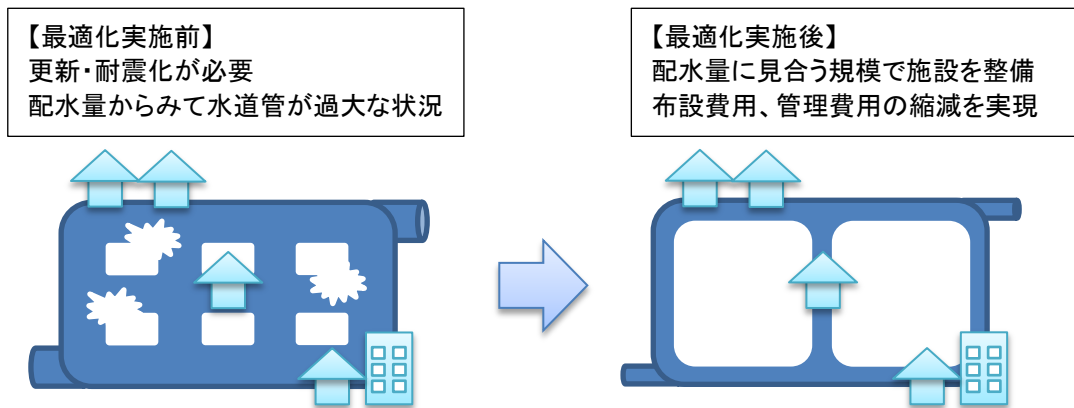 【最適化実施前】
更新・耐震化が必要
配水量からみて水道管が過大な状況
【最適化実施後】
配水量に見合う規模で施設を整備
布設費用、管理費用の縮減を実現